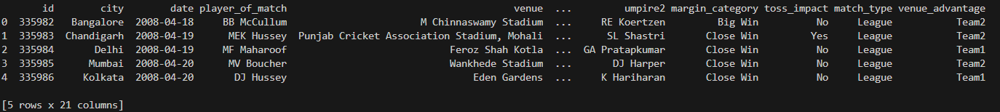 id city date player_of_match venue ... umpire2 margin_category toss_impact match_type venue_advantage
0 335982 Bangalore 2008-04-18 BB McCullum M Chinnaswamy Stadium ... RE Koertzen Big Win No League Team2
1 335983 Chandigarh 2008-04-19 MEK Hussey Punjab Cricket Association Stadium, Mohali ... SL Shastri Close Win Yes League Team2
2 335984 Delhi 2008-04-19 MF Maharoof Feroz Shah Kotla ... GA Pratapkumar Close Win No League Team1
3 335985 Mumbai 2008-04-20 MV Boucher Wankhede Stadium ... DJ Harper Close Win No League Team2
4 335986 Kolkata 2008-04-20 DJ Hussey Eden Gardens ... K Hariharan Close Win No League Team1
[5 rows x 21 columns]